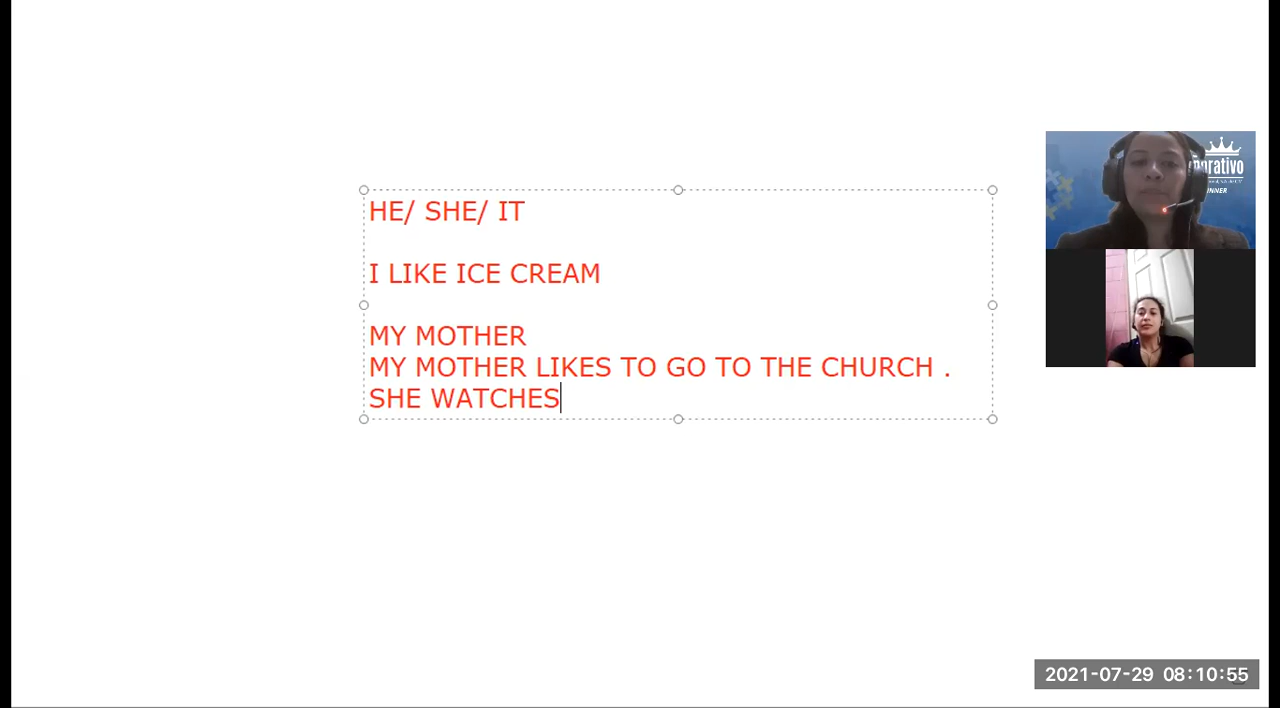 HE/ SHE/ IT
I LIKE ICE CREAM
MY MOTHER
MY MOTHER LIKES TO GO TO THE CHURCH .
SHE WATCHES
2021-07-29 08:10:55